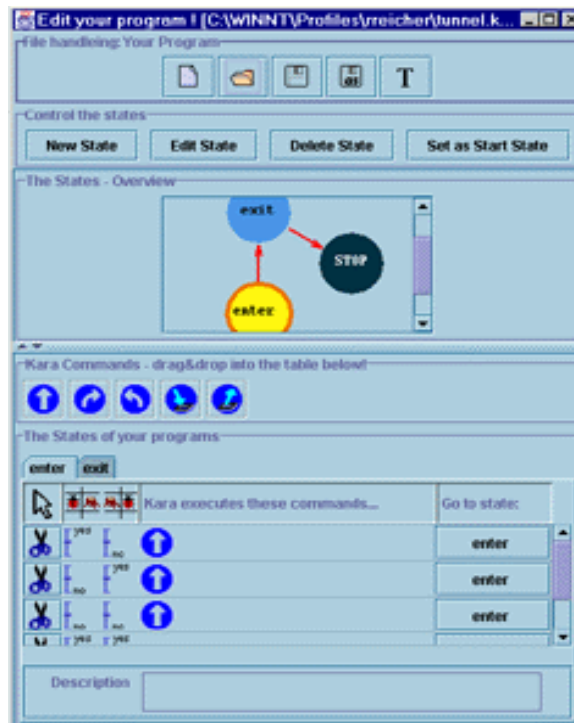 Edit your program ! [C:\WINNT\Profiles\rreicher\tunnel.k...
File handleing: Your Program
T
Control the states
New State Edit State Delete State Set as Start State
The States - Overview
exit
STOP
enter
Kara Commands - drag&drop into the table below!
The States of your programs
enter exit
Kara executes these commands... Go to state:
yes no enter
no yes enter
no no enter
yes yes
Description